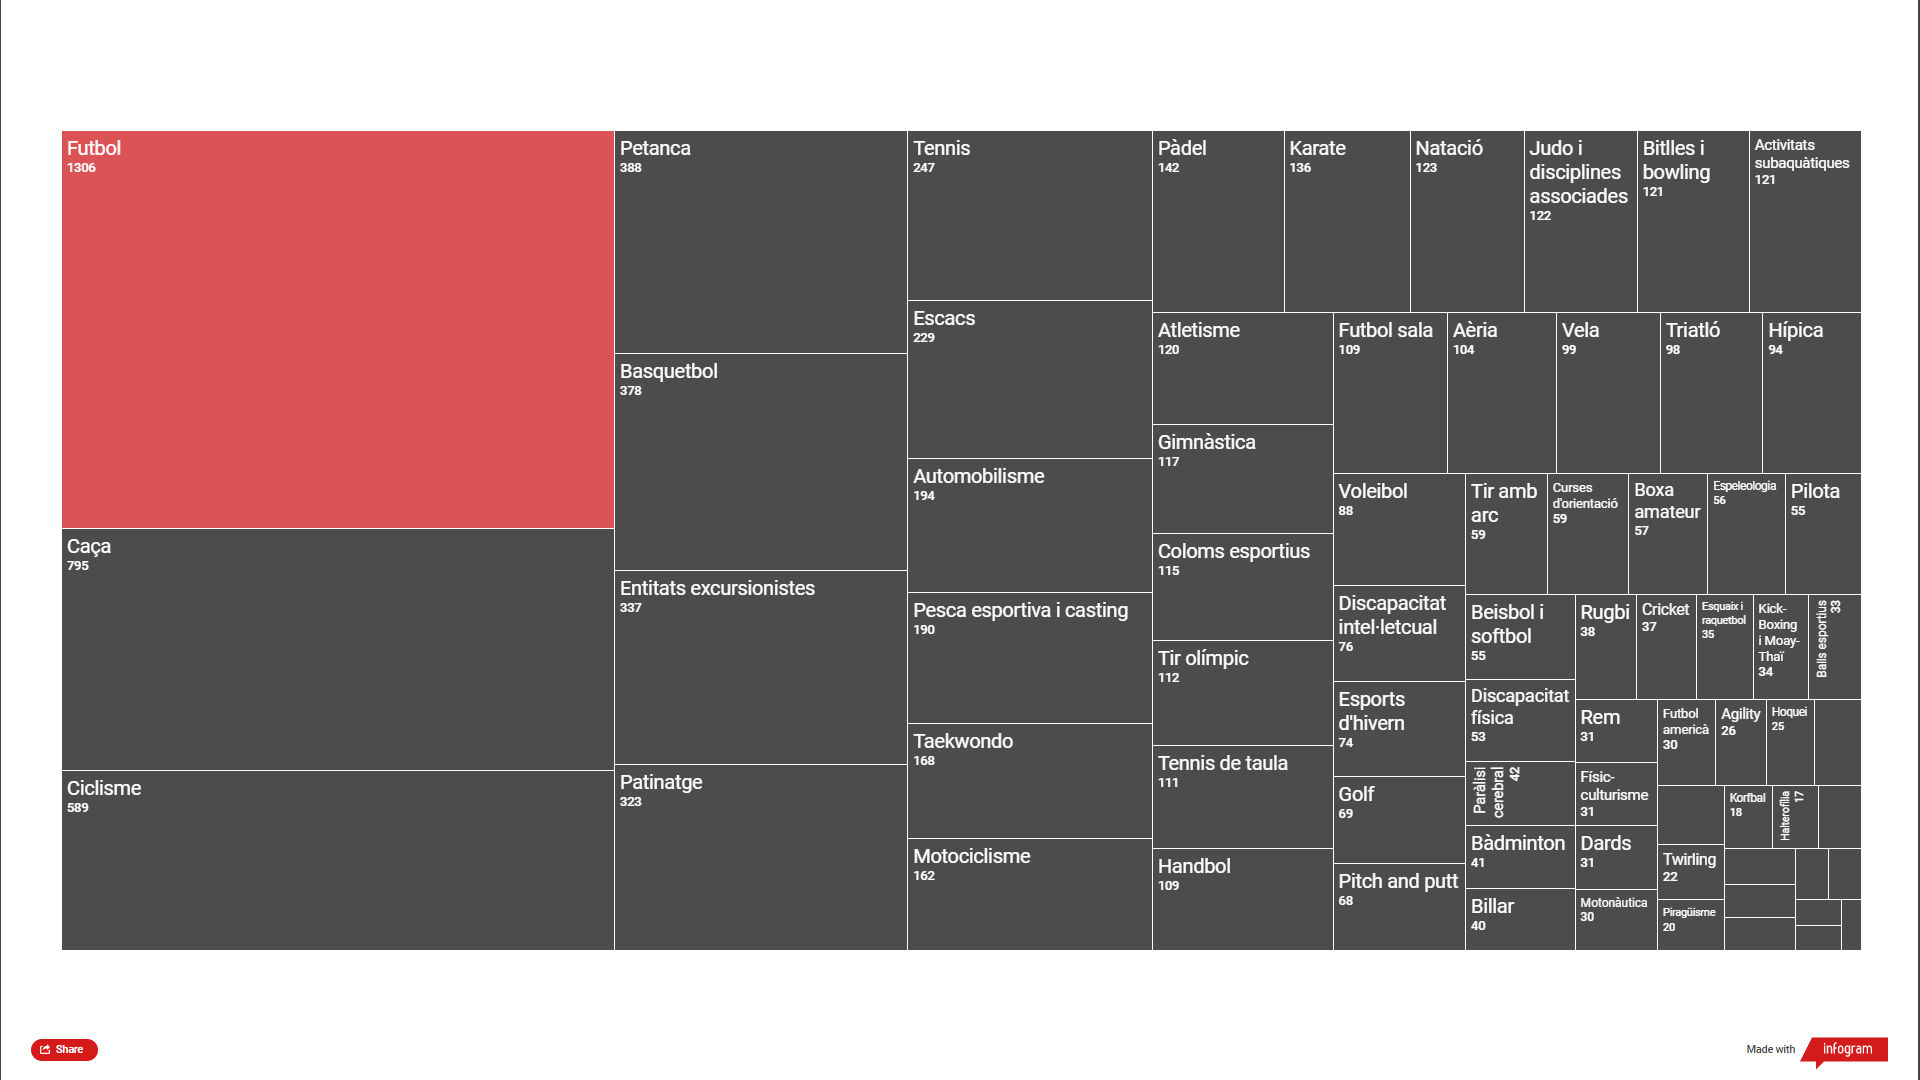 Futbol
1306
Caça
795
Ciclisme
589
Petanca
388
Basquetbol
378
Entitats excursionistes
337
Patinatge
323
Tennis
247
Escacs
229
Automobilisme
194
Pesca esportiva i casting
190
Taekwondo
168
Motociclisme
162
Pàdel
142
Karate
136
Natació
123
Judo i
disciplines
associades
122
Bitlles i
bowling
121
Activitats
subaquàtiques
121
Atletisme
120
Gimnàstica
117
Coloms esportius
115
Tir olímpic
112
Tennis de taula
111
Handbol
109
Futbol sala
109
Aèria
104
Vela
99
Triatló
98
Hípica
94
Voleibol
88
Discapacitat
intel·letcual
76
Esports
d'hivern
74
Golf
69
Pitch and putt
68
Tir amb
arc
59
Curses
d'orientació
59
Boxa
amateur
57
Espeleologia
56
Pilota
55
Beisbol i
softbol
55
Discapacitat
física
53
Paràlisi
cerebral
42
Bàdminton
41
Billar
40
Rugbi
38
Cricket
37
Esquaix i
raquetbol
35
Kick-
Boxing
i Moay-
Thaï
34
Balls esportius
33
Rem
31
Físic-
culturisme
31
Dards
31
Motonàutica
30
Futbol
americà
30
Agility
26
Hoquei
25
Twirling
22
Piragüisme
20
Korfbal
18
Halterofília
17
Share
Made with
infogram